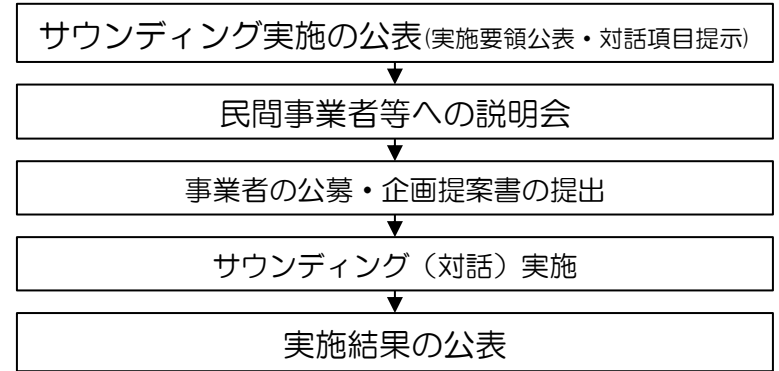 サウンディング実施の公表(実施要領公表・対話項目提示)
民間事業者等への説明会
事業者の公募・企画提案書の提出
サウンディング（対話）実施
実施結果の公表